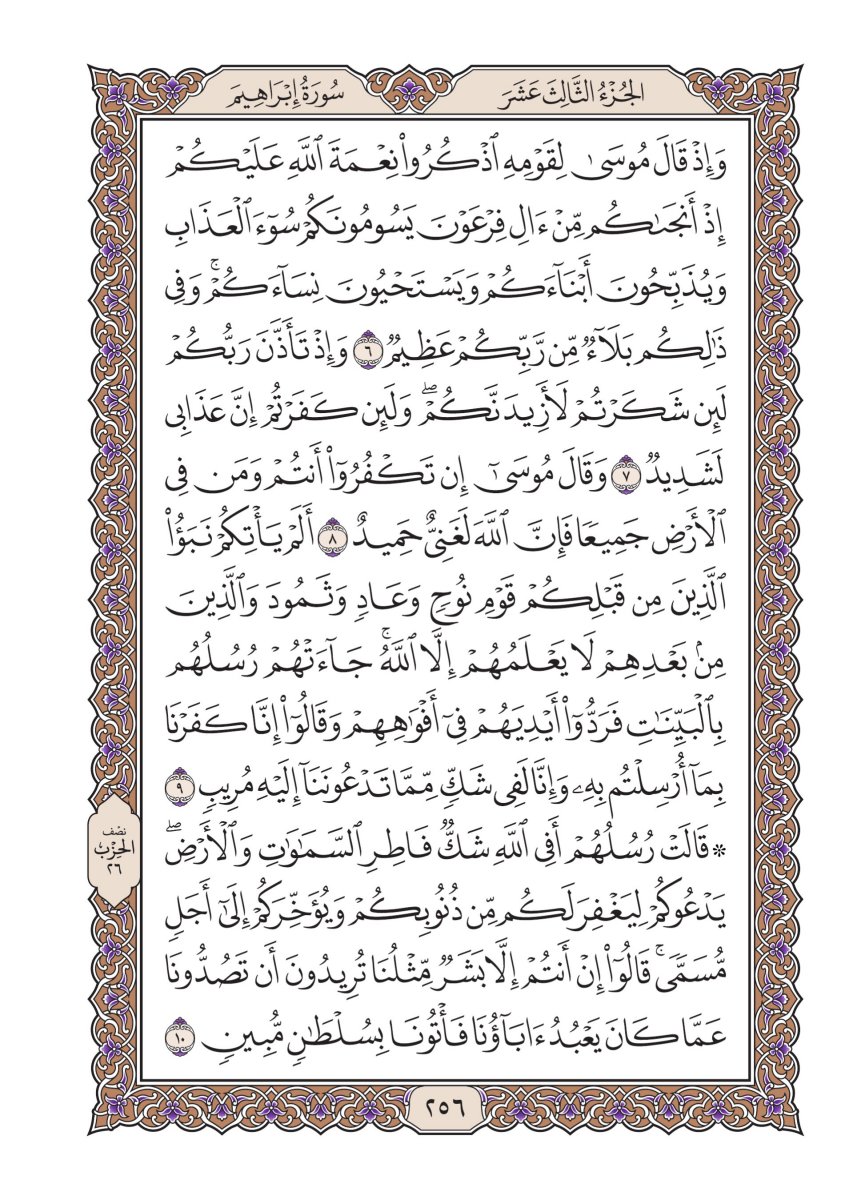 الجُزْءُ الثَّالِثَ عَشَرَ
سُورَةُ إِبْرَاهِيمَ
وَإِذْ قَالَ مُوسَىٰ لِقَوْمِهِ ٱذْكُرُوا۟ نِعْمَةَ ٱللَّهِ عَلَيْكُمْ
إِذْ أَنجَىٰكُم مِّنْ ءَالِ فِرْعَوْنَ يَسُومُونَكُمْ سُوٓءَ ٱلْعَذَابِ
وَيُذَبِّحُونَ أَبْنَآءَكُمْ وَيَسْتَحْيُونَ نِسَآءَكُمْ ۚ وَفِى
ذَٰلِكُم بَلَآءٌ مِّن رَّبِّكُمْ عَظِيمٌ ٦ وَإِذْ تَأَذَّنَ رَبُّكُمْ
لَئِن شَكَرْتُمْ لَأَزِيدَنَّكُمْ ۖ وَلَئِن كَفَرْتُمْ إِنَّ عَذَابِى
لَشَدِيدٌ ٧ وَقَالَ مُوسَىٰٓ إِن تَكْفُرُوٓا۟ أَنتُمْ وَمَن فِى
ٱلْأَرْضِ جَمِيعًا فَإِنَّ ٱللَّهَ لَغَنِىٌّ حَمِيدٌ ٨ أَلَمْ يَأْتِكُمْ نَبَؤُا۟
ٱلَّذِينَ مِن قَبْلِكُمْ قَوْمِ نُوحٍ وَعَادٍ وَثَمُودَ وَٱلَّذِينَ
مِنۢ بَعْدِهِمْ لَا يَعْلَمُهُمْ إِلَّا ٱللَّهُ ۚ جَآءَتْهُمْ رُسُلُهُم
بِٱلْبَيِّنَٰتِ فَرَدُّوٓا۟ أَيْدِيَهُمْ فِىٓ أَفْوَٰهِهِمْ وَقَالُوٓا۟ إِنَّا كَفَرْنَا
بِمَآ أُرْسِلْتُم بِهِۦ وَإِنَّا لَفِى شَكٍّ مِّمَّا تَدْعُونَنَآ إِلَيْهِ مُرِيبٍ ٩
۞ قَالَتْ رُسُلُهُمْ أَفِى ٱللَّهِ شَكٌّ فَاطِرِ ٱلسَّمَٰوَٰتِ وَٱلْأَرْضِ ۖ
يَدْعُوكُمْ لِيَغْفِرَ لَكُم مِّن ذُنُوبِكُمْ وَيُؤَخِّرَكُمْ إِلَىٰٓ أَجَلٍ
مُّسَمًّى ۚ قَالُوٓا۟ إِنْ أَنتُمْ إِلَّا بَشَرٌ مِّثْلُنَا تُرِيدُونَ أَن تَصُدُّونَا
عَمَّا كَانَ يَعْبُدُ ءَابَآؤُنَا فَأْتُونَا بِسُلْطَٰنٍ مُّبِينٍ ١٠
نصف
الحِزْب
٢٦
٢٥٦